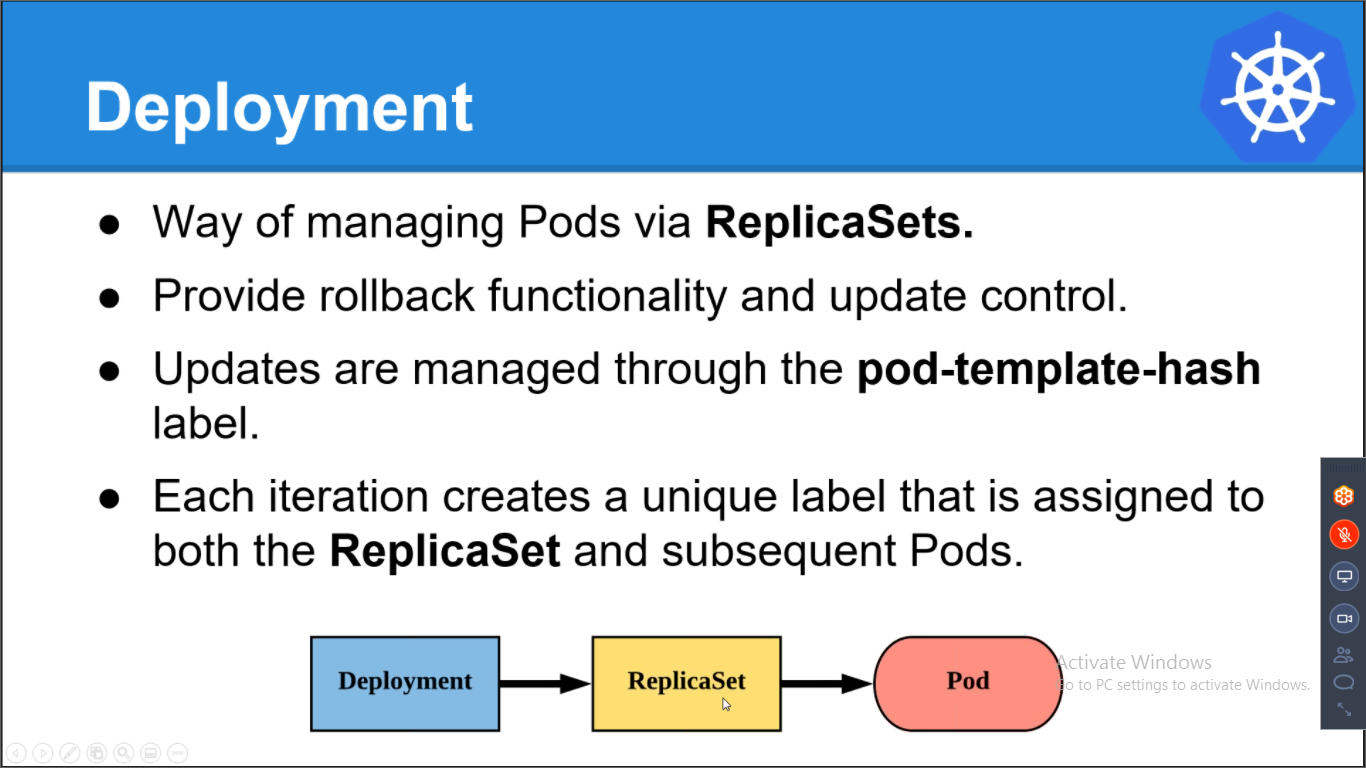 Deployment
● Way of managing Pods via ReplicaSets.
● Provide rollback functionality and update control.
● Updates are managed through the pod-template-hash
label.
● Each iteration creates a unique label that is assigned to
both the ReplicaSet and subsequent Pods.
Deployment
ReplicaSet
Pod
Activate Windows
Go to PC settings to activate Windows.